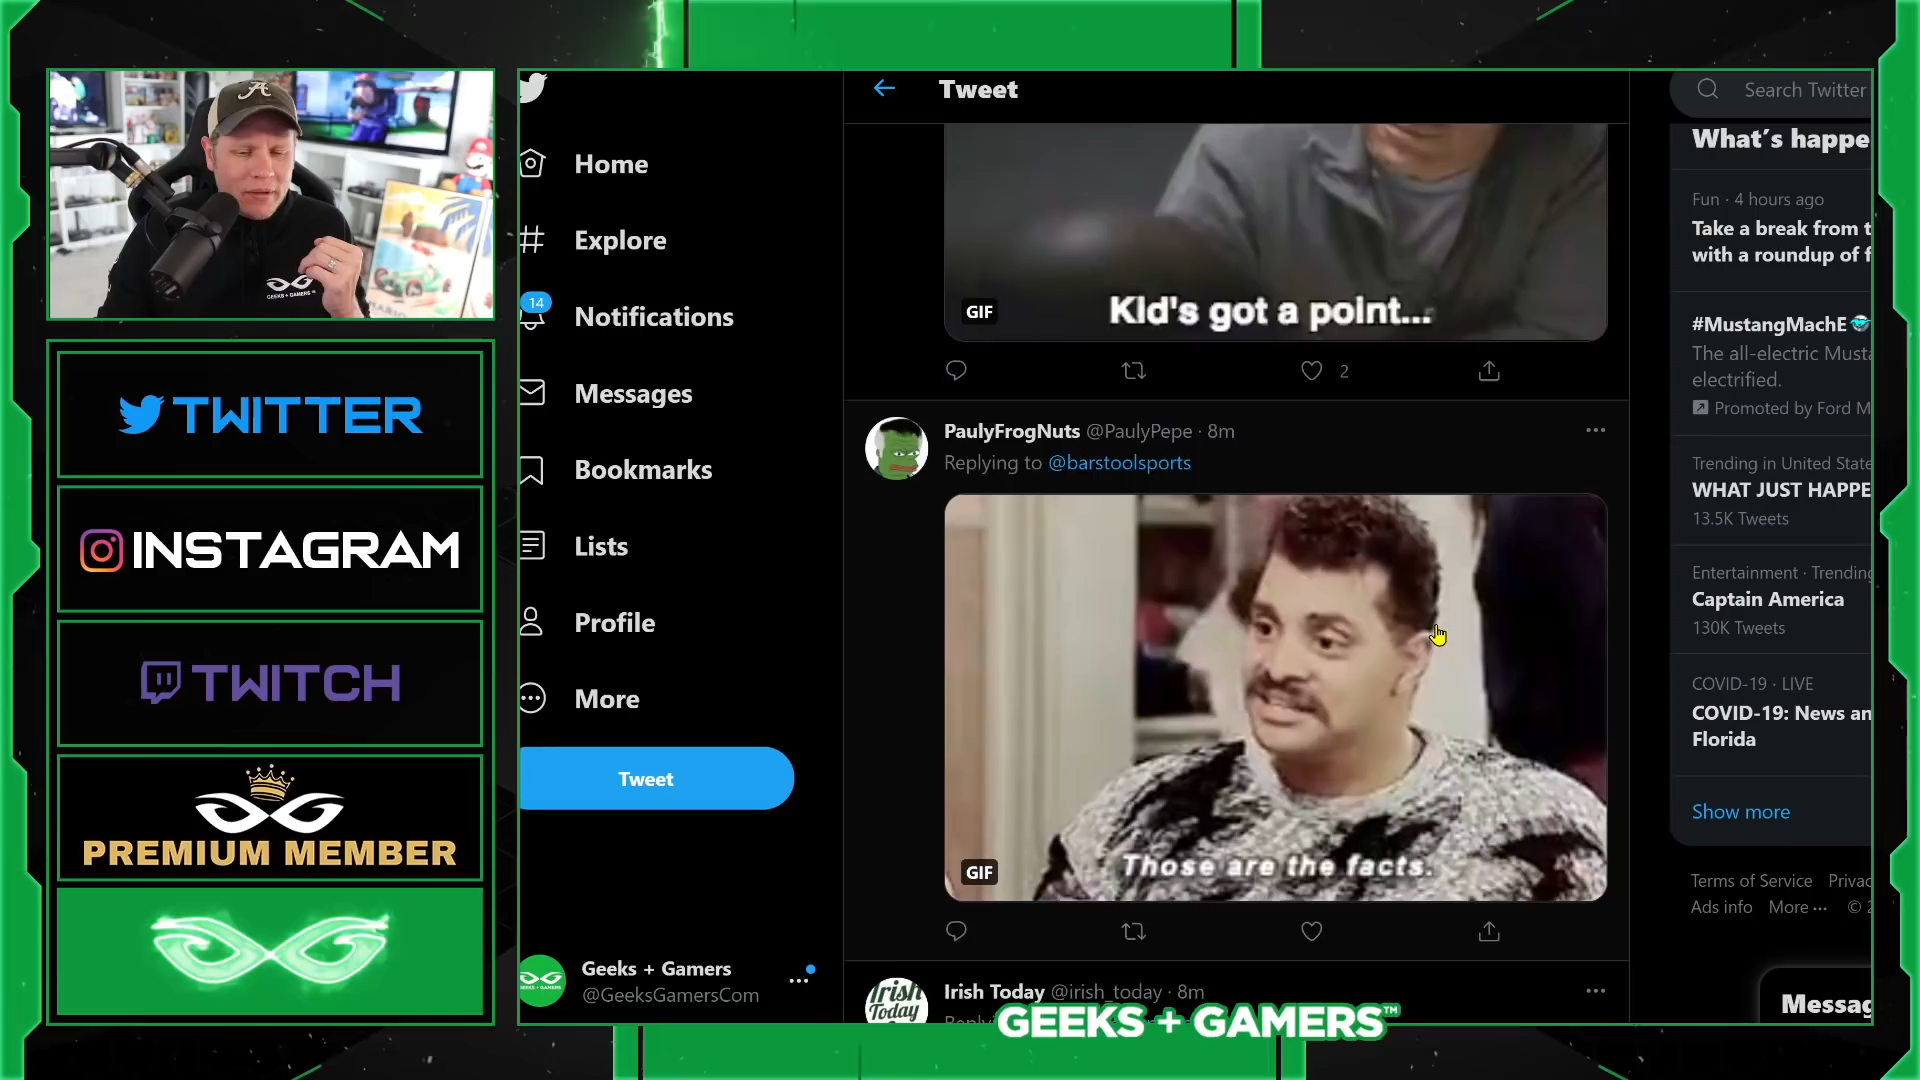 GEEKS + GAMERS
TWITTER
INSTAGRAM
TWITCH
PREMIUM MEMBER
Home
Explore
14
Notifications
Messages
Bookmarks
Lists
Profile
More
Tweet
Geeks + Gamers
@GeeksGamersCom
Tweet
Kid's got a point...
GIF
2
PaulyFrogNuts @PaulyPepe · 8m
Replying to @barstoolsports
Those are the facts.
GIF
Irish Today @irish_today · 8m
Irish
Today
GEEKS + GAMERS™
Search Twitter
What's happe
Fun · 4 hours ago
Take a break from t
with a roundup of f
#MustangMachE
The all-electric Musta
electrified.
Promoted by Ford M
Trending in United State
WHAT JUST HAPPE
13.5K Tweets
Entertainment · Trending
Captain America
130K Tweets
COVID-19 · LIVE
COVID-19: News an
Florida
Show more
Terms of Service Privac
Ads info More ··· ©
Messag